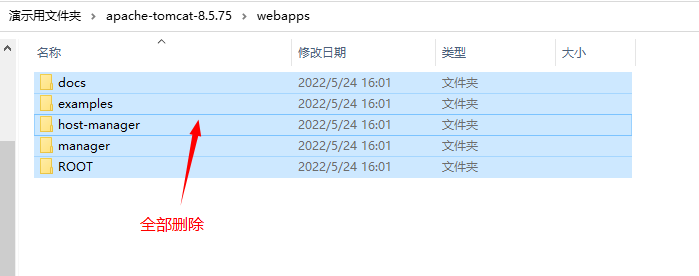 演示用文件夹 > apache-tomcat-8.5.75 > webapps
名称 修改日期 类型 大小
docs 2022/5/24 16:01 文件夹
examples 2022/5/24 16:01 文件夹
host-manager 2022/5/24 16:01 文件夹
manager 2022/5/24 16:01 文件夹
ROOT 2022/5/24 16:01 文件夹
全部删除